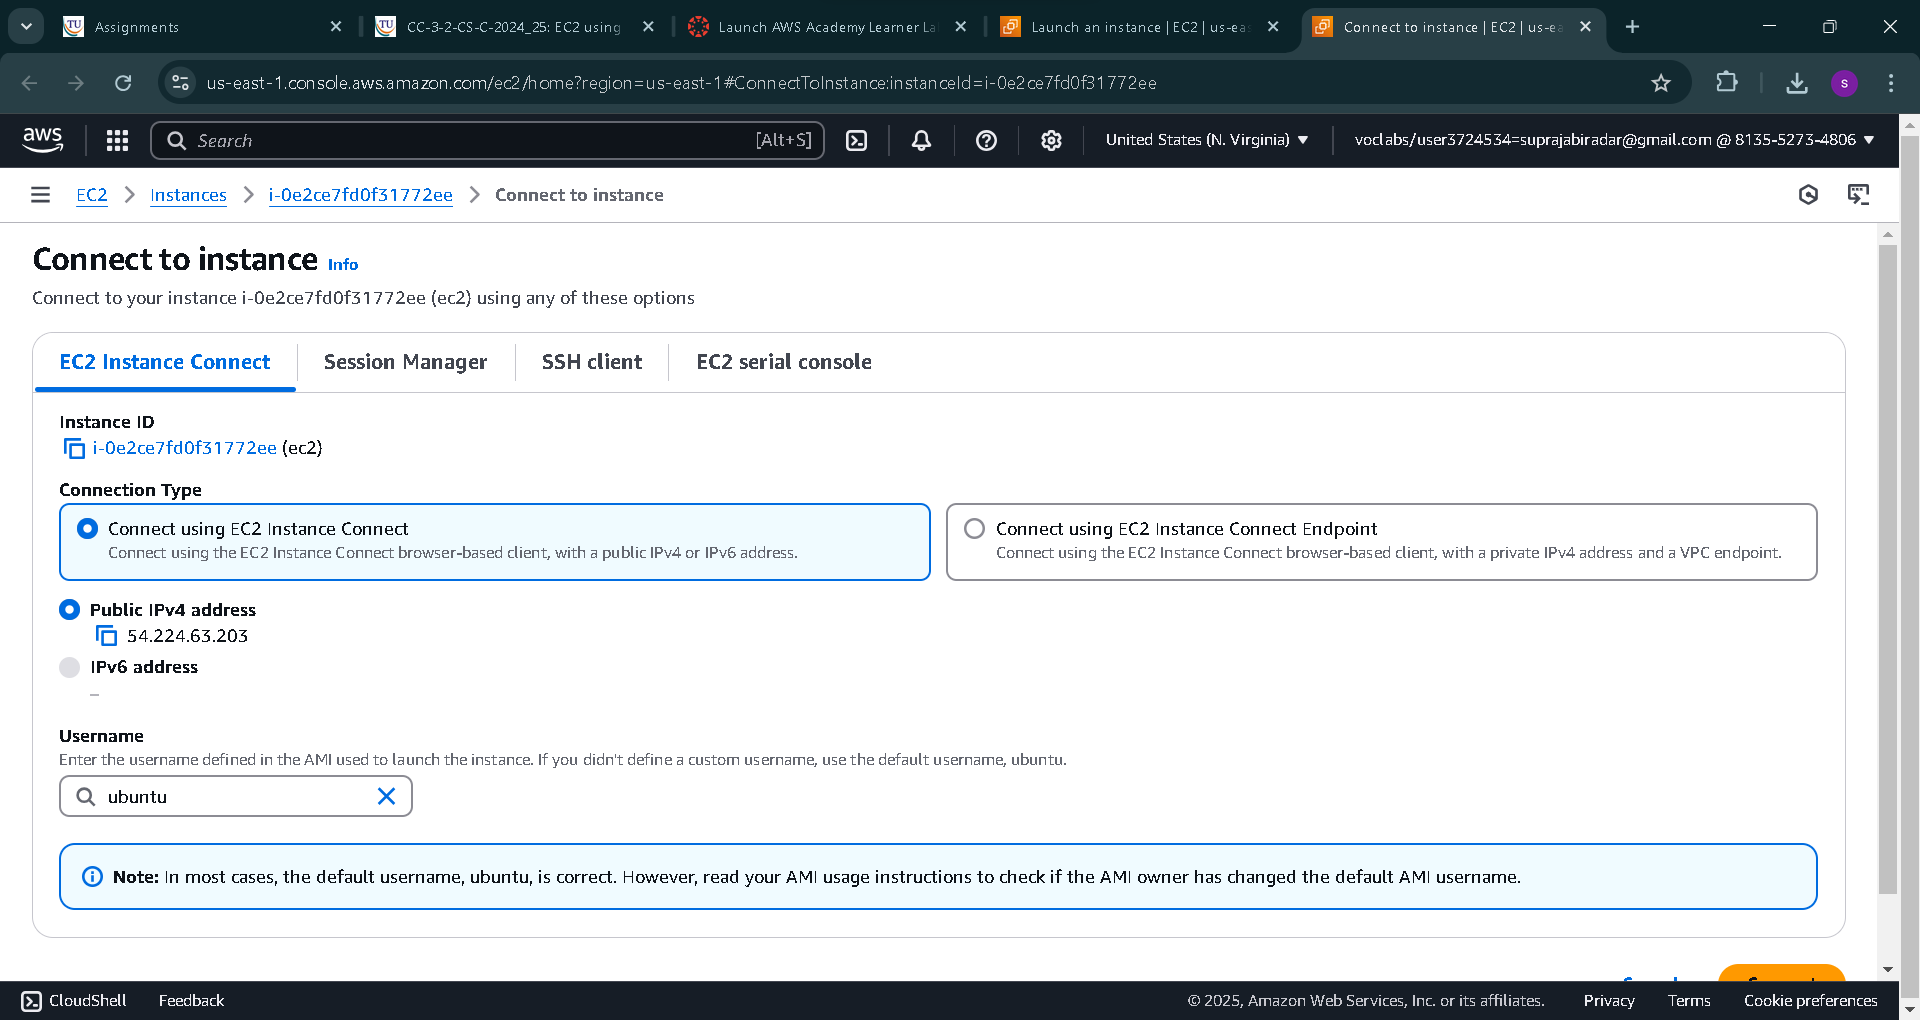 Assignments
CC-3-2-CS-C-2024_25: EC2 using
Launch AWS Academy Learner La
Launch an instance | EC2 | us-eas
Connect to instance | EC2 | us-ea
us-east-1.console.aws.amazon.com/ec2/home?region=us-east-1#ConnectToInstance:instanceId=i-0e2ce7fd0f31772ee
s
aws
Search
[Alt+S]
United States (N. Virginia)
voclabs/user3724534=suprajabiradar@gmail.com @ 8135-5273-4806
EC2
Instances
i-0e2ce7fd0f31772ee
Connect to instance
Connect to instance Info
Connect to your instance i-0e2ce7fd0f31772ee (ec2) using any of these options
EC2 Instance Connect
Session Manager
SSH client
EC2 serial console
Instance ID
i-0e2ce7fd0f31772ee (ec2)
Connection Type
Connect using EC2 Instance Connect
Connect using the EC2 Instance Connect browser-based client, with a public IPv4 or IPv6 address.
Connect using EC2 Instance Connect Endpoint
Connect using the EC2 Instance Connect browser-based client, with a private IPv4 address and a VPC endpoint.
Public IPv4 address
54.224.63.203
IPv6 address
–
Username
Enter the username defined in the AMI used to launch the instance. If you didn't define a custom username, use the default username, ubuntu.
ubuntu
Note: In most cases, the default username, ubuntu, is correct. However, read your AMI usage instructions to check if the AMI owner has changed the default AMI username.
CloudShell
Feedback
© 2025, Amazon Web Services, Inc. or its affiliates.
Privacy
Terms
Cookie preferences